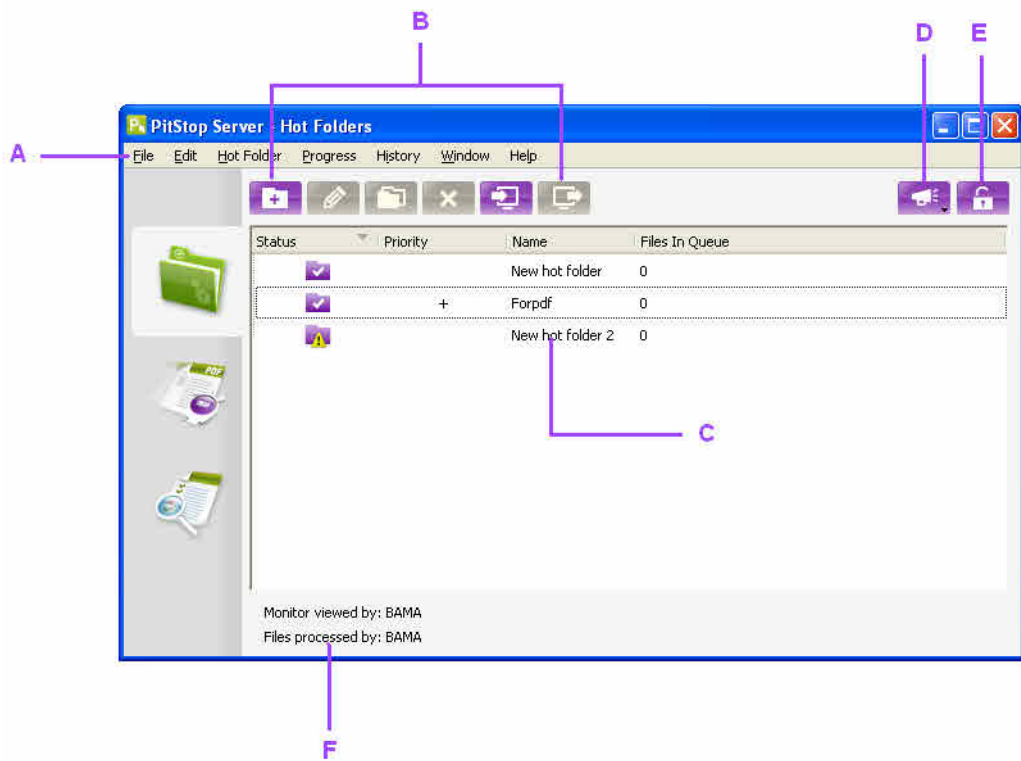 B
D E
PitStop Server - Hot Folders
A
File Edit Hot Folder Progress History Window Help
Status Priority Name Files In Queue
New hot folder 0
+ Forpdf 0
New hot folder 2 0
C
Monitor viewed by: BAMA
Files processed by: BAMA
F